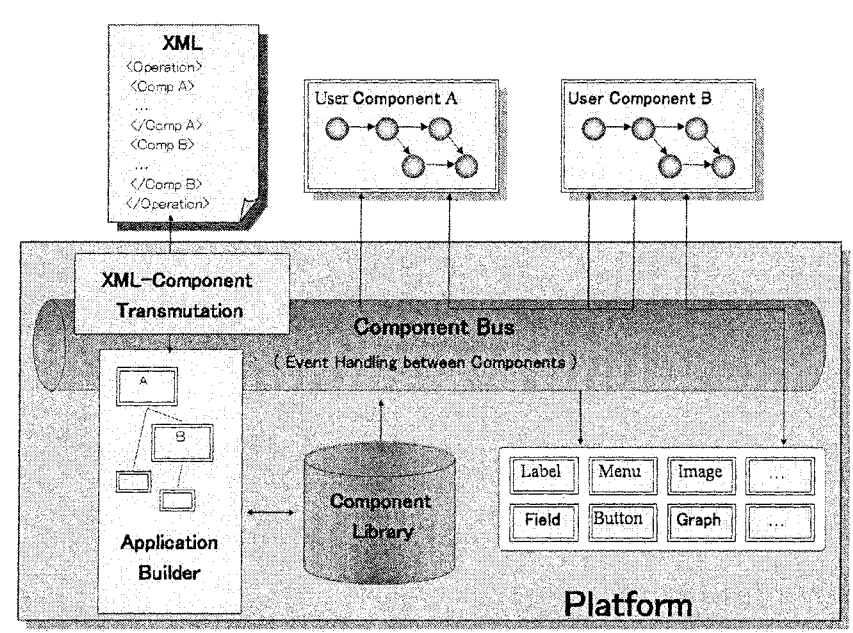 XML
<Operation>
<Comp A>
...
</Comp A>
<Comp B>
...
</Comp B>
</Operation>
User Component A
User Component B
XML-Component
Transmutation
Component Bus
( Event Handling between Components )
A
B
Application
Builder
Component
Library
Label
Menu
Image
...
Field
Button
Graph
...
Platform